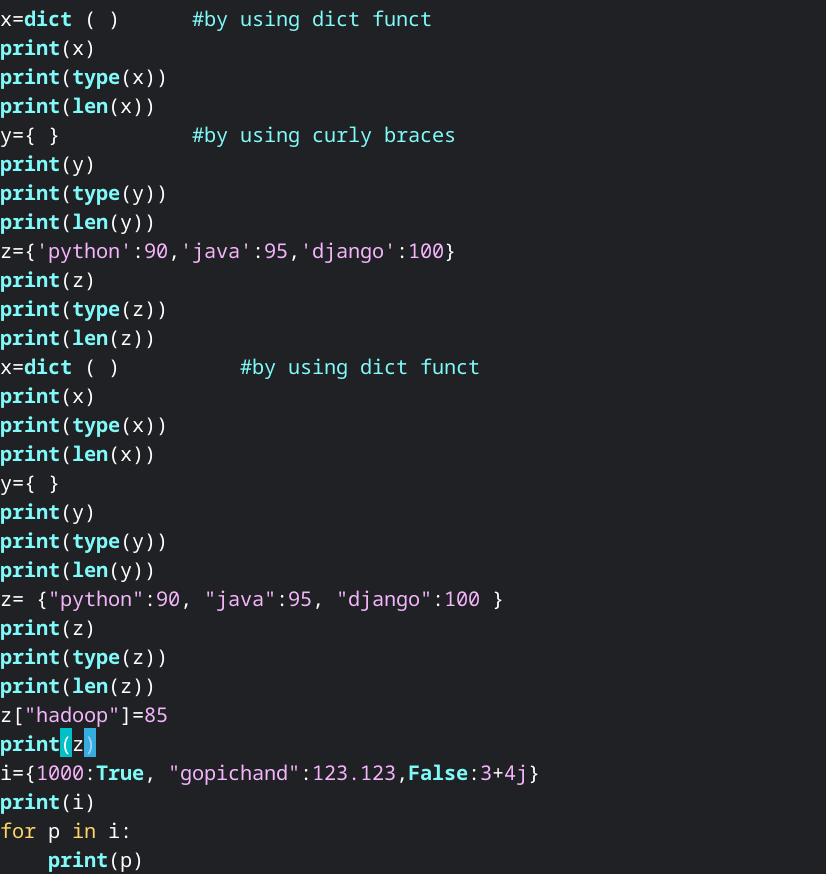 x=dict ( )      #by using dict funct
print(x)
print(type(x))
print(len(x))
y={ }           #by using curly braces
print(y)
print(type(y))
print(len(y))
z={'python':90,'java':95,'django':100}
print(z)
print(type(z))
print(len(z))
x=dict ( )          #by using dict funct
print(x)
print(type(x))
print(len(x))
y={ }
print(y)
print(type(y))
print(len(y))
z= {"python":90, "java":95, "django":100 }
print(z)
print(type(z))
print(len(z))
z["hadoop"]=85
print(z)
i={1000:True, "gopichand":123.123,False:3+4j}
print(i)
for p in i:
    print(p)